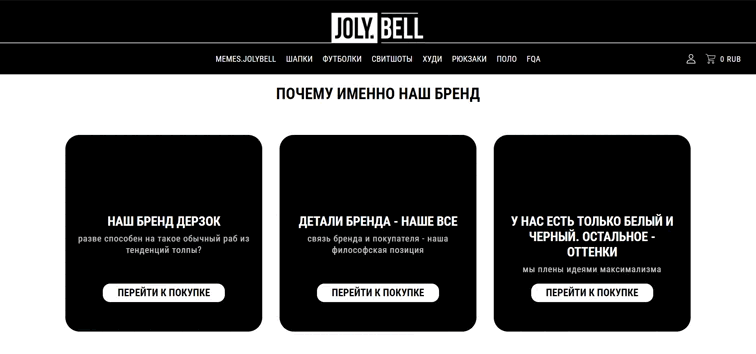 JOLY. BELL
MEMES.JOLYBELL ШАПКИ ФУТБОЛКИ СВИТШОТЫ ХУДИ РЮКЗАКИ ПОЛО FQA 0 RUB
ПОЧЕМУ ИМЕННО НАШ БРЕНД
НАШ БРЕНД ДЕРЗОК
разве способен на такое обычный раб из
тенденций толпы?
ПЕРЕЙТИ К ПОКУПКЕ
ДЕТАЛИ БРЕНДА - НАШЕ ВСЕ
связь бренда и покупателя - наша
философская позиция
ПЕРЕЙТИ К ПОКУПКЕ
У НАС ЕСТЬ ТОЛЬКО БЕЛЫЙ И
ЧЕРНЫЙ. ОСТАЛЬНОЕ -
ОТТЕНКИ
мы плены идеями максимализма
ПЕРЕЙТИ К ПОКУПКЕ